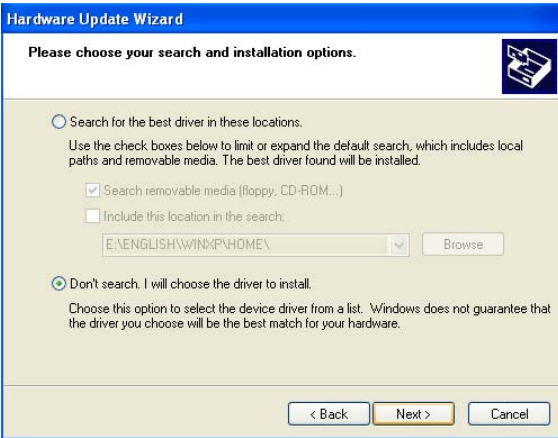 Hardware Update Wizard
Please choose your search and installation options.
Search for the best driver in these locations.
Use the check boxes below to limit or expand the default search, which includes local
paths and removable media. The best driver found will be installed.
Search removable media (floppy, CD-ROM...)
Include this location in the search:
E:\ENGLISH\WINXP\HOME\
Browse
Don't search. I will choose the driver to install.
Choose this option to select the device driver from a list. Windows does not guarantee that
the driver you choose will be the best match for your hardware.
< Back Next > Cancel